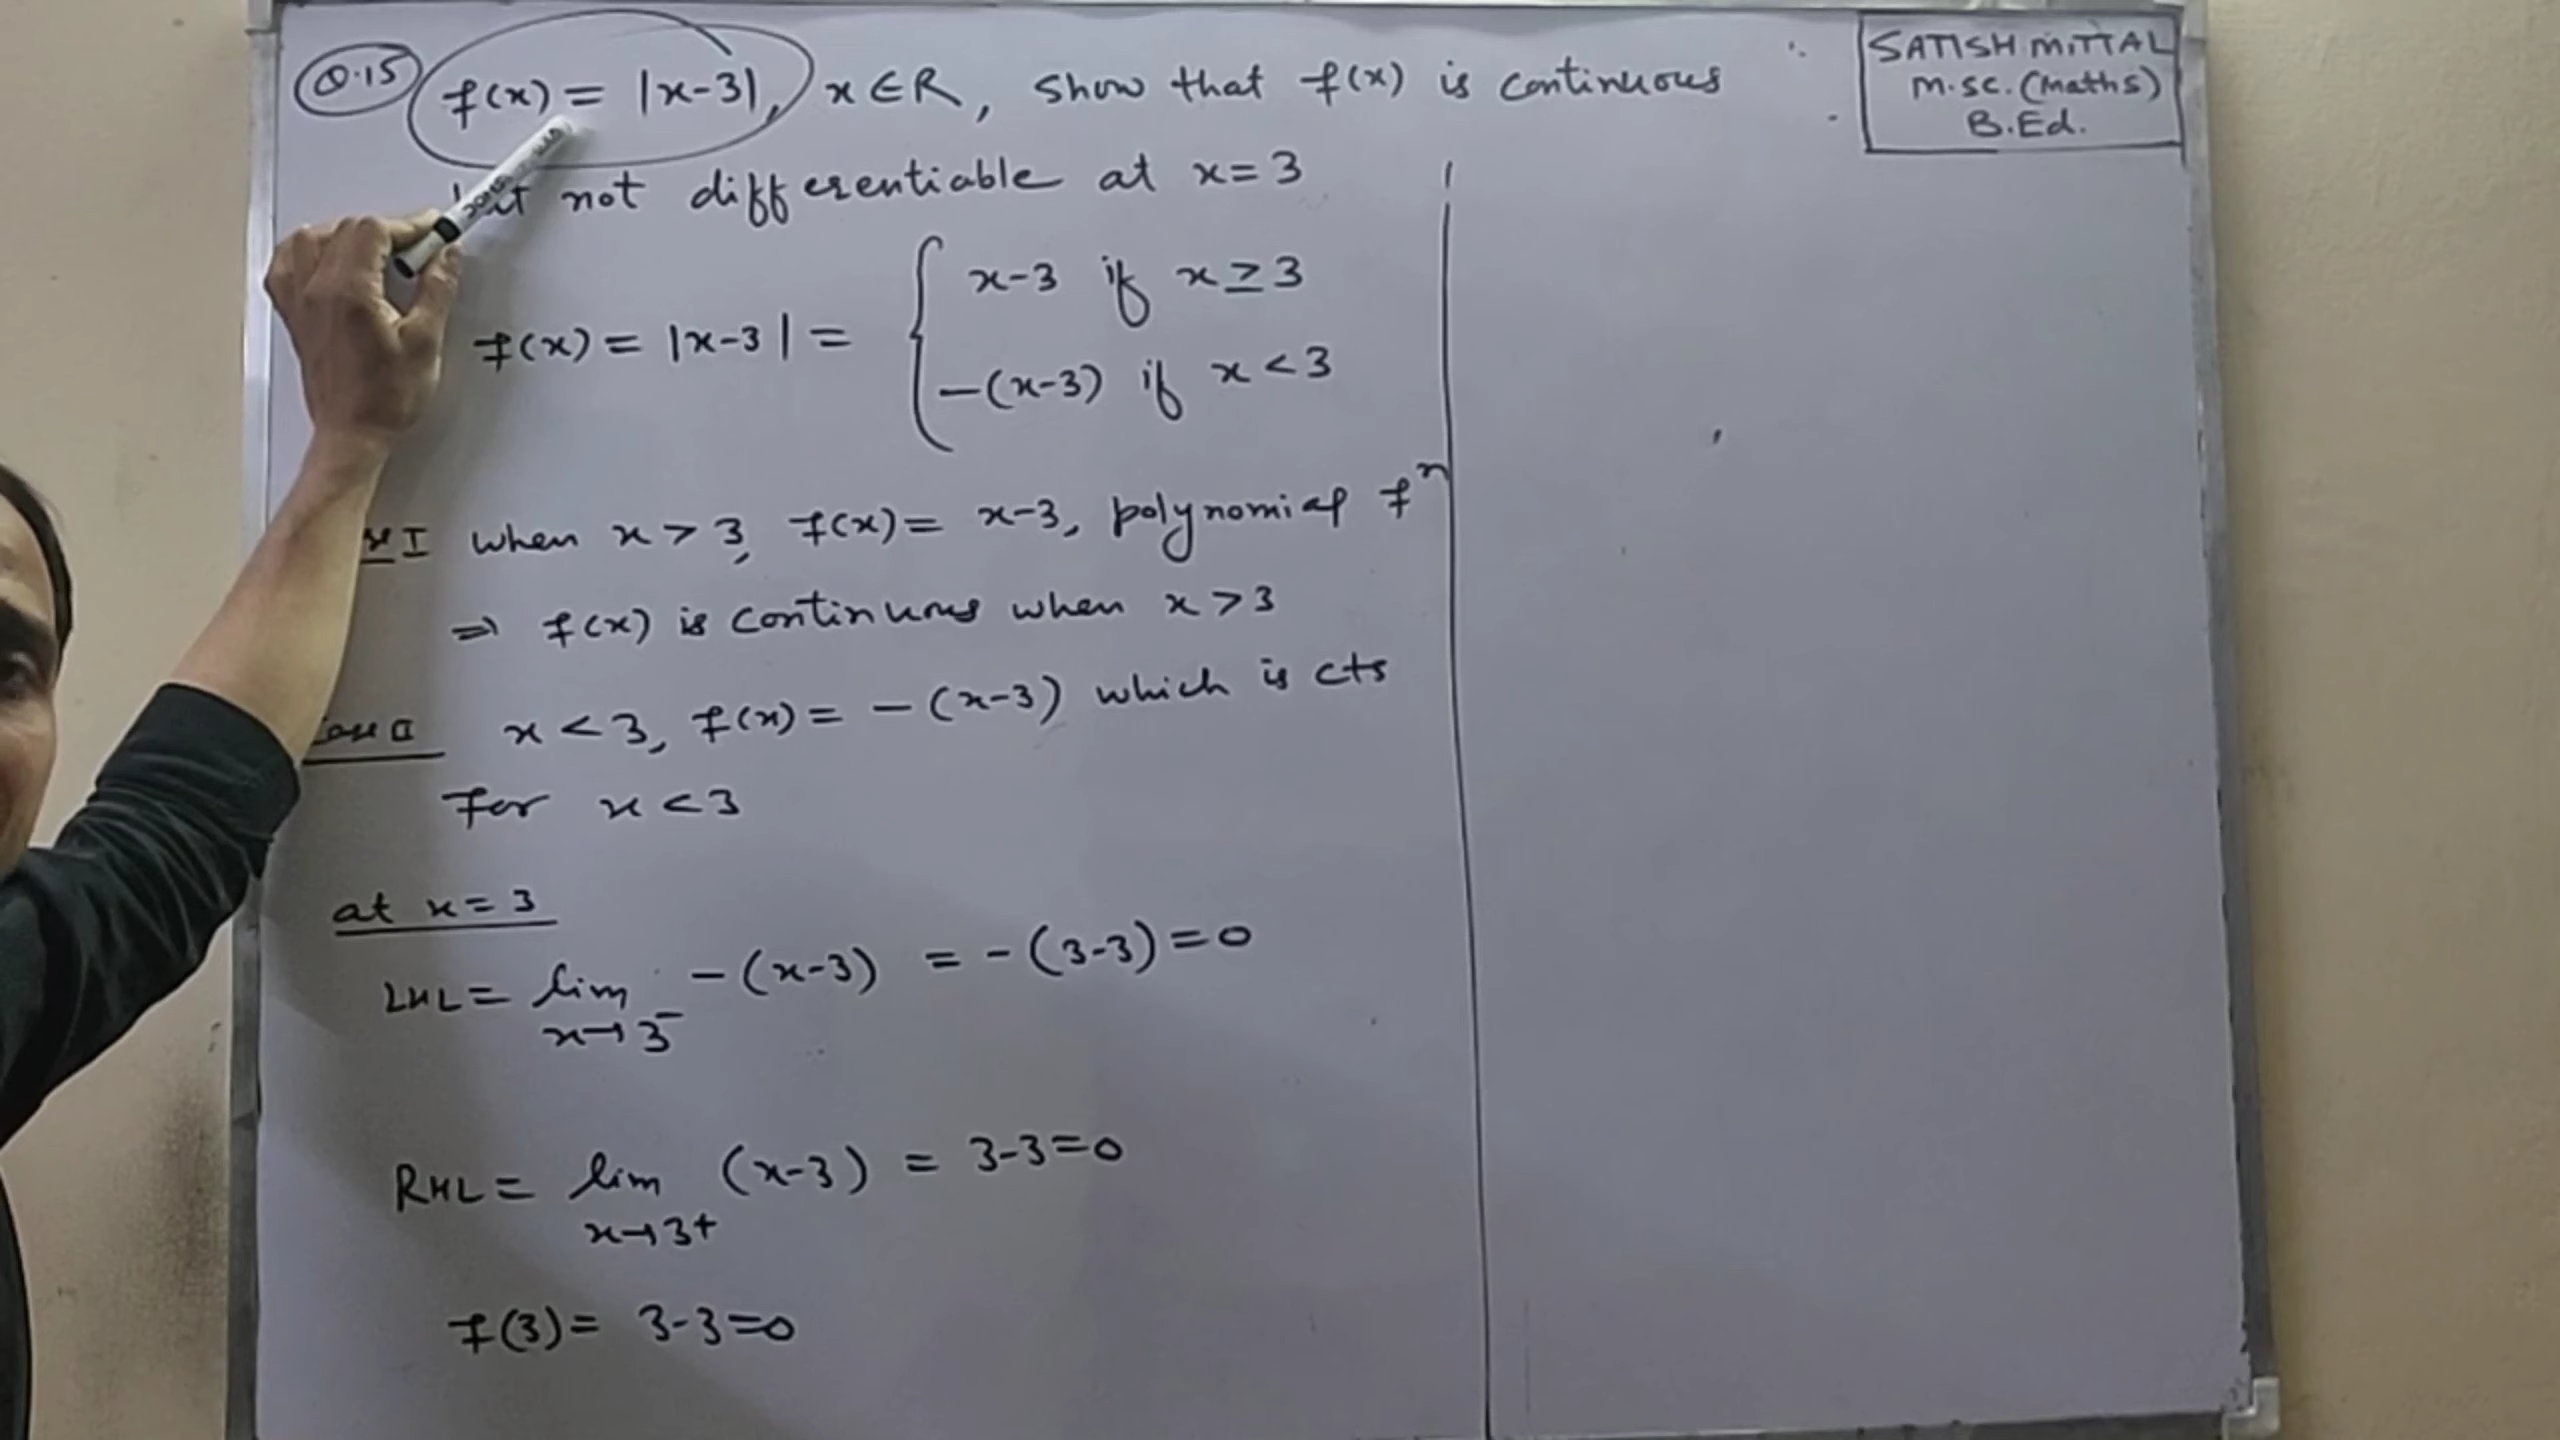 Q.15 f(x) = |x-3|, x ∈ R, show that f(x) is continuous
not differentiable at x = 3
SATISH MITTAL
M.SC. (Maths)
B.Ed.
f(x) = |x-3| = { x-3 if x ≥ 3
-(x-3) if x < 3
I when x > 3, f(x) = x-3, polynomial fⁿ
⇒ f(x) is continuous when x > 3
Case II x < 3, f(x) = -(x-3) which is cts
for x < 3
at x = 3
LHL = lim -(x-3) = -(3-3) = 0
x→3⁻
RHL = lim (x-3) = 3-3 = 0
x→3+
f(3) = 3-3 = 0